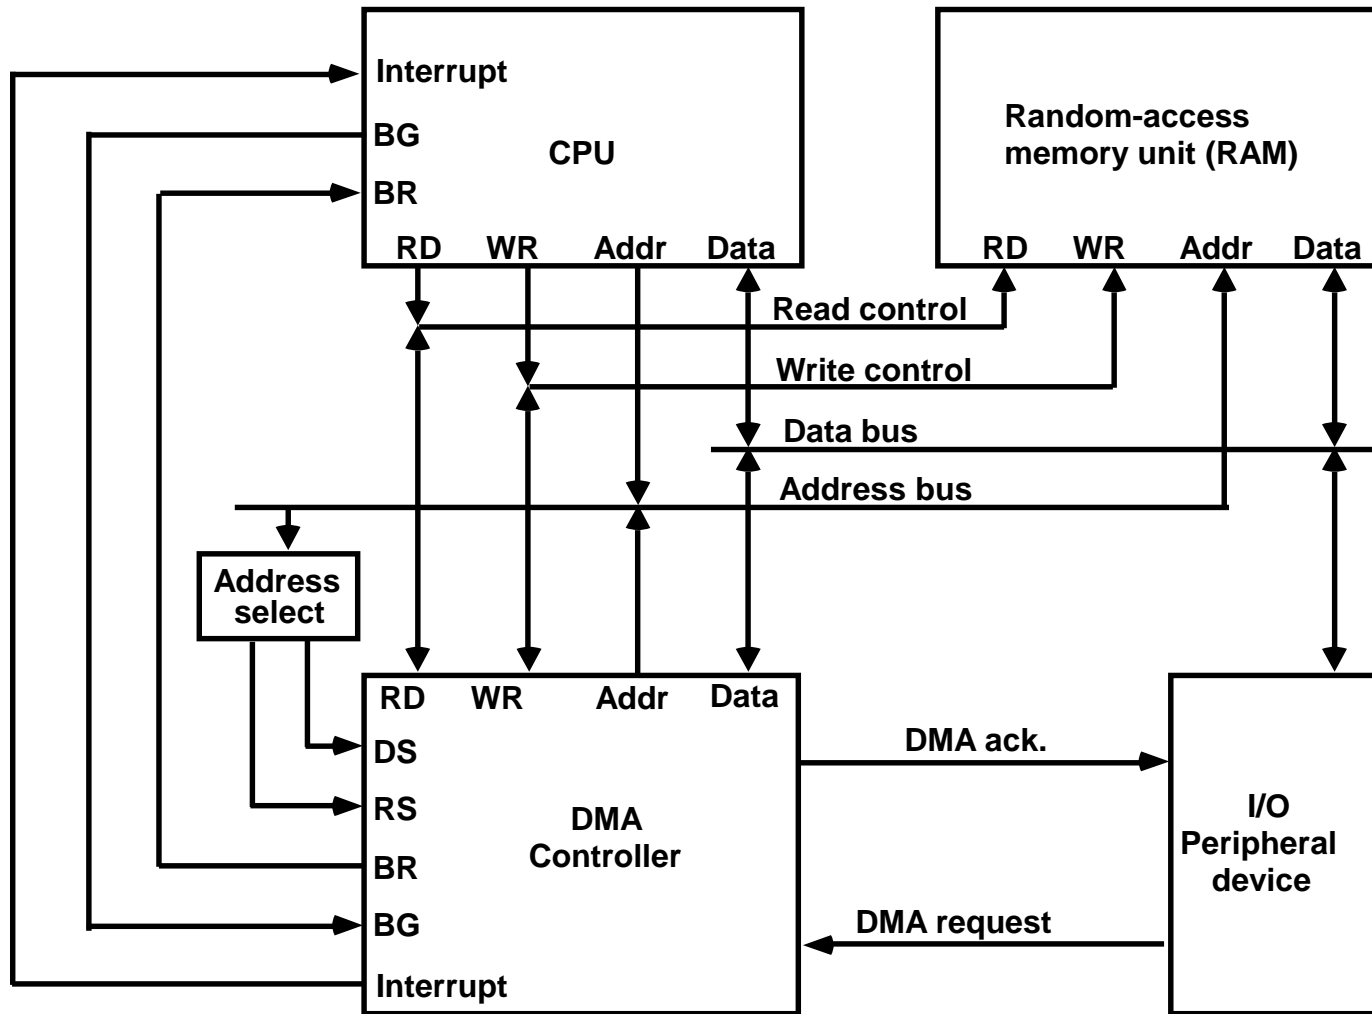 Interrupt
BG
CPU
BR
RD WR Addr Data
Random-access
memory unit (RAM)
RD WR Addr Data
Read control
Write control
Data bus
Address bus
Address
select
RD WR Addr Data
DS
RS
DMA
Controller
BR
BG
Interrupt
DMA ack.
DMA request
I/O
Peripheral
device